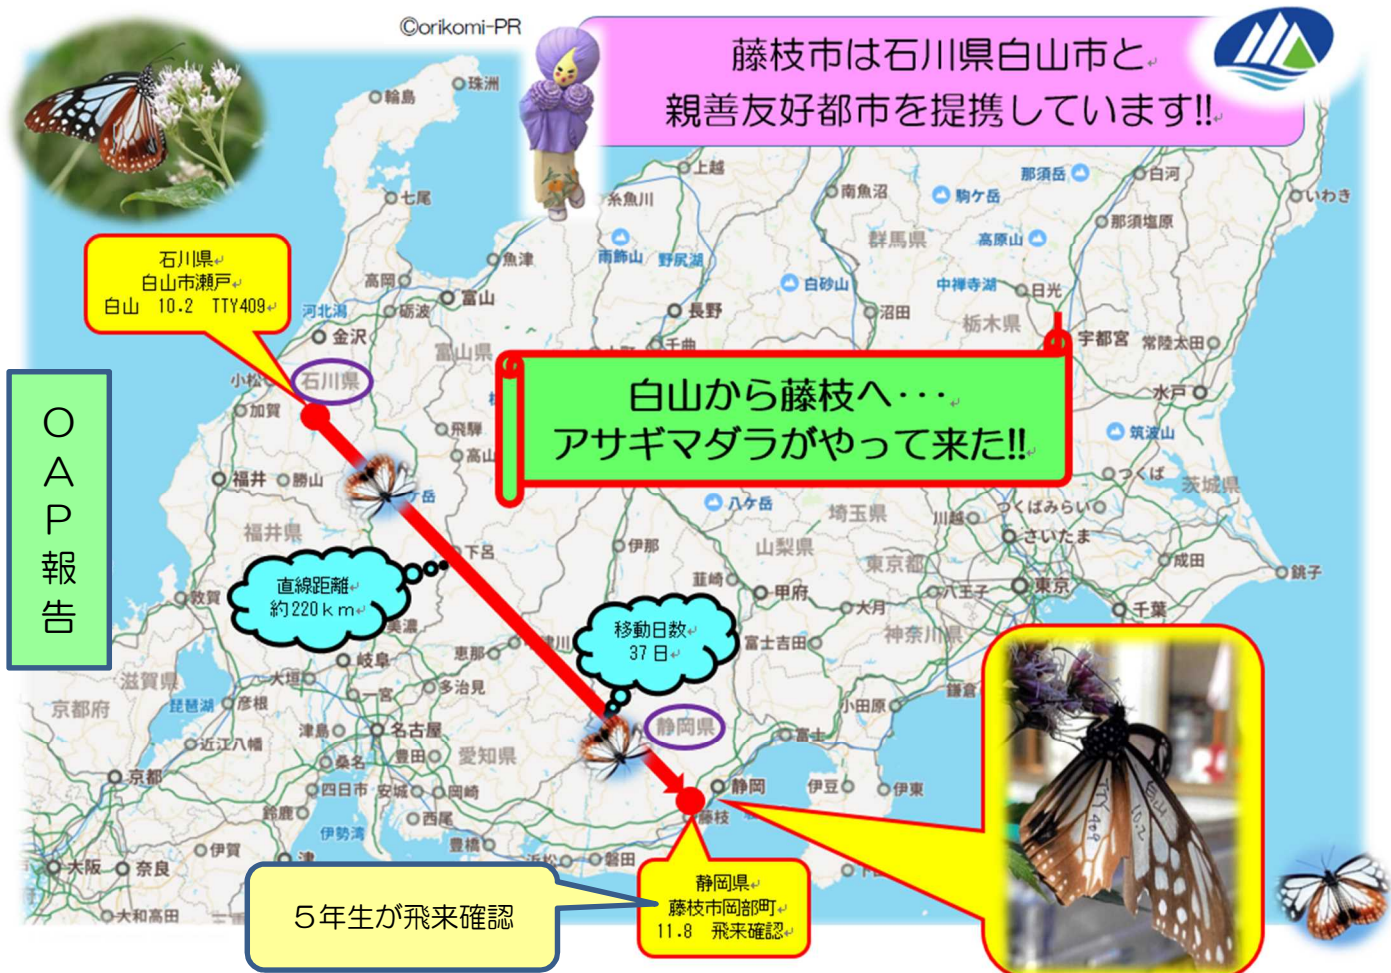 ©orikomi-PR
藤枝市は石川県白山市と
親善友好都市を提携しています!!
輪島
珠洲
七尾
上越
糸魚川
南魚沼
駒ケ岳
那須岳
白河
いわき
那須塩原
群馬県
高原山
雨飾山
野尻湖
魚津
石川県
白山市瀬戸
白山 10.2 TTY409
高岡
富山
河北潟
砺波
金沢
長野
白砂山
沼田
中禅寺湖
日光
栃木県
千曲
宇都宮
常陸太田
富山県
小松
石川県
加賀
白山から藤枝へ・・・
アサギマダラがやって来た!!
水戸
筑波山
飛騨
高山
福井
勝山
ケ岳
つくば
茨城県
八ケ岳
埼玉県
川越
つくばみらい
さいたま
福井県
OAP報告
下呂
伊那
山梨県
東京都
成田
銚子
韮崎
甲府
八王子
東京
千葉
大月
直線距離
約220km
敦賀
美濃
移動日数
37日
富士吉田
神奈川県
岐阜
恵那
津川
大垣
滋賀県
琵琶湖
彦根
一宮
多治見
京都府
静岡県
小田原
鎌倉
近江八幡
津島
名古屋
愛知県
富士
桑名
豊田
京都
四日市
安城
岡崎
静岡
伊豆
伊東
鈴鹿
伊勢湾
西尾
藤枝
伊賀
豊橋
浜松
磐田
津
大阪
奈良
大和高田
TTY409
白山
10.2
5年生が飛来確認
静岡県
藤枝市岡部町
11.8 飛来確認